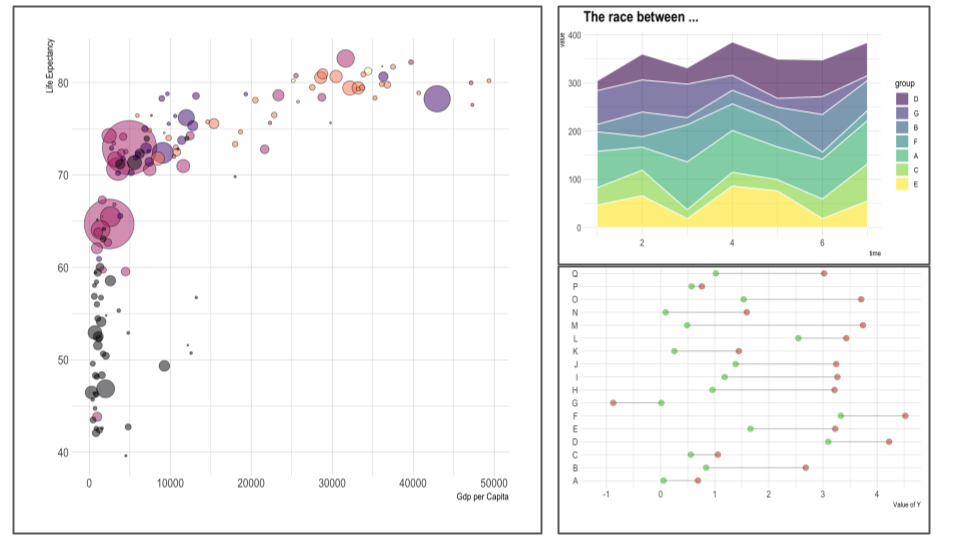 Life Expectancy
80
70
60
50
40
0 10000 20000 30000 40000 50000
Gdp per Capita
The race between ...
value
400
300
200
100
0
2 4 6
time
group
D
G
B
F
A
C
E
Q
P
O
N
M
L
K
J
I
H
G
F
E
D
C
B
A
-1 0 1 2 3 4
Value of Y